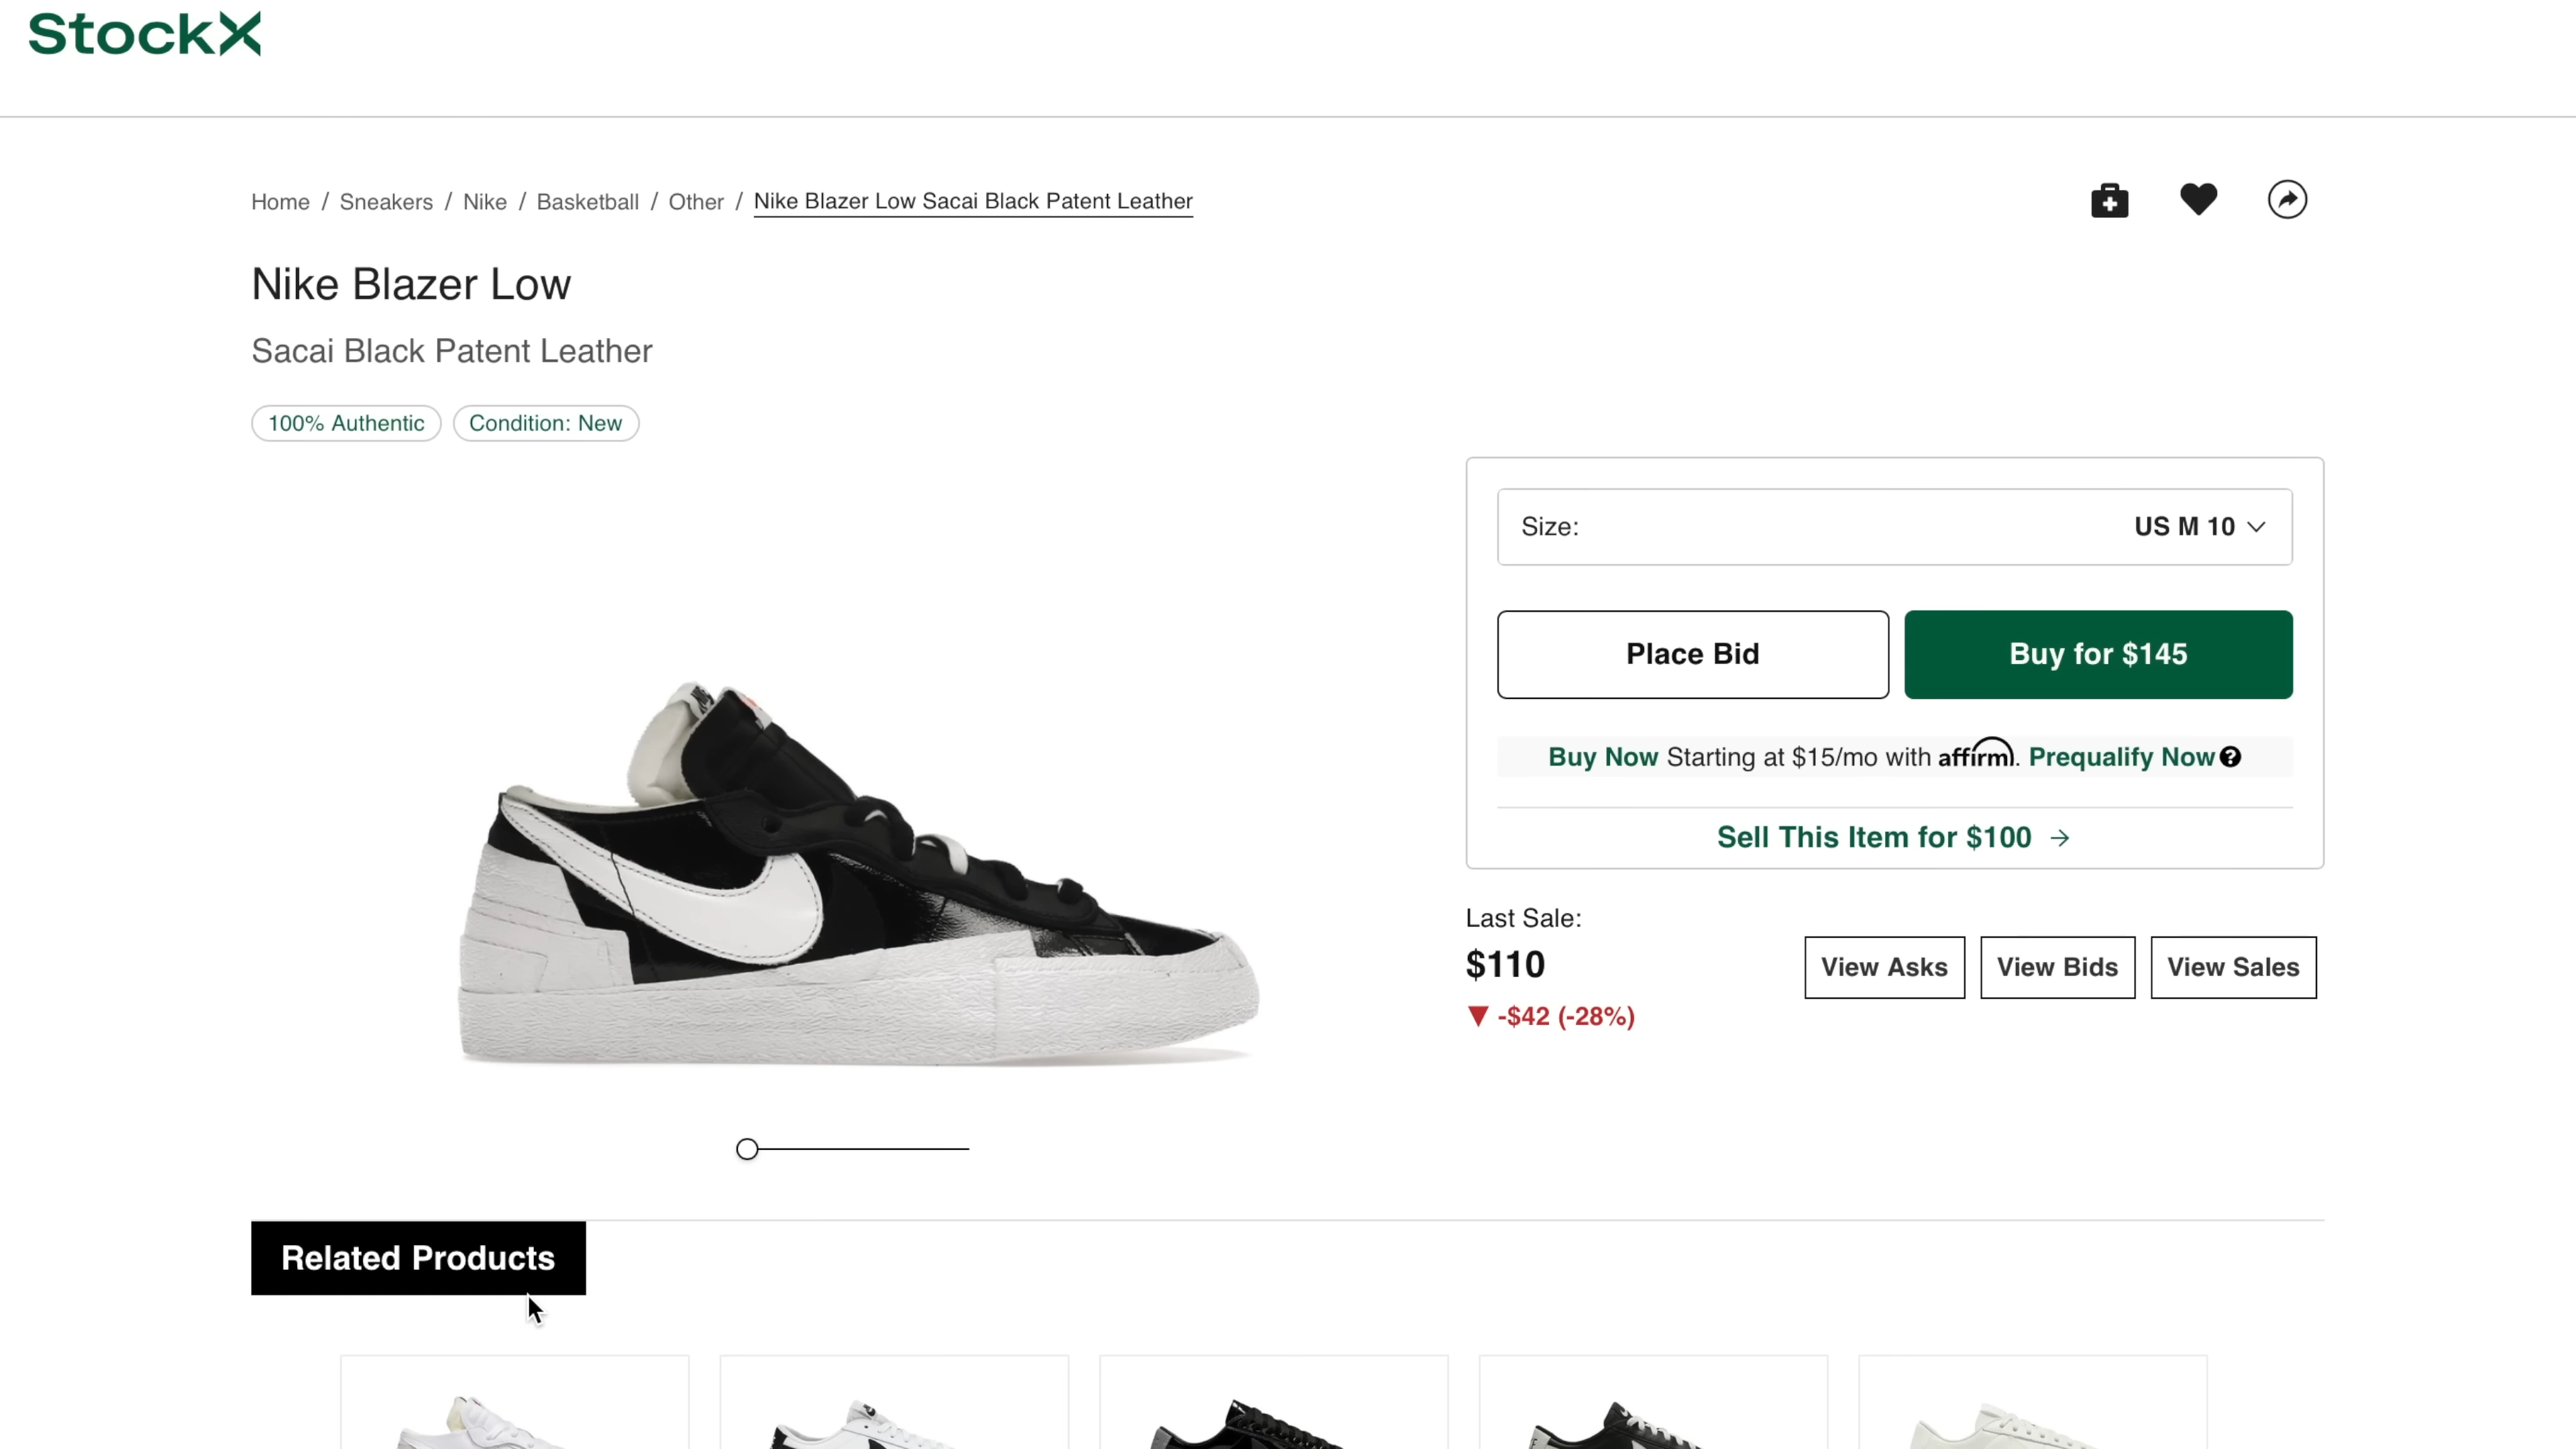 StockX
Home / Sneakers / Nike / Basketball / Other / Nike Blazer Low Sacai Black Patent Leather
Nike Blazer Low
Sacai Black Patent Leather
100% Authentic
Condition: New
Size:
US M 10
Place Bid
Buy for $145
Buy Now Starting at $15/mo with affirm. Prequalify Now
Sell This Item for $100 →
Last Sale:
$110
▼ -$42 (-28%)
View Asks
View Bids
View Sales
Related Products